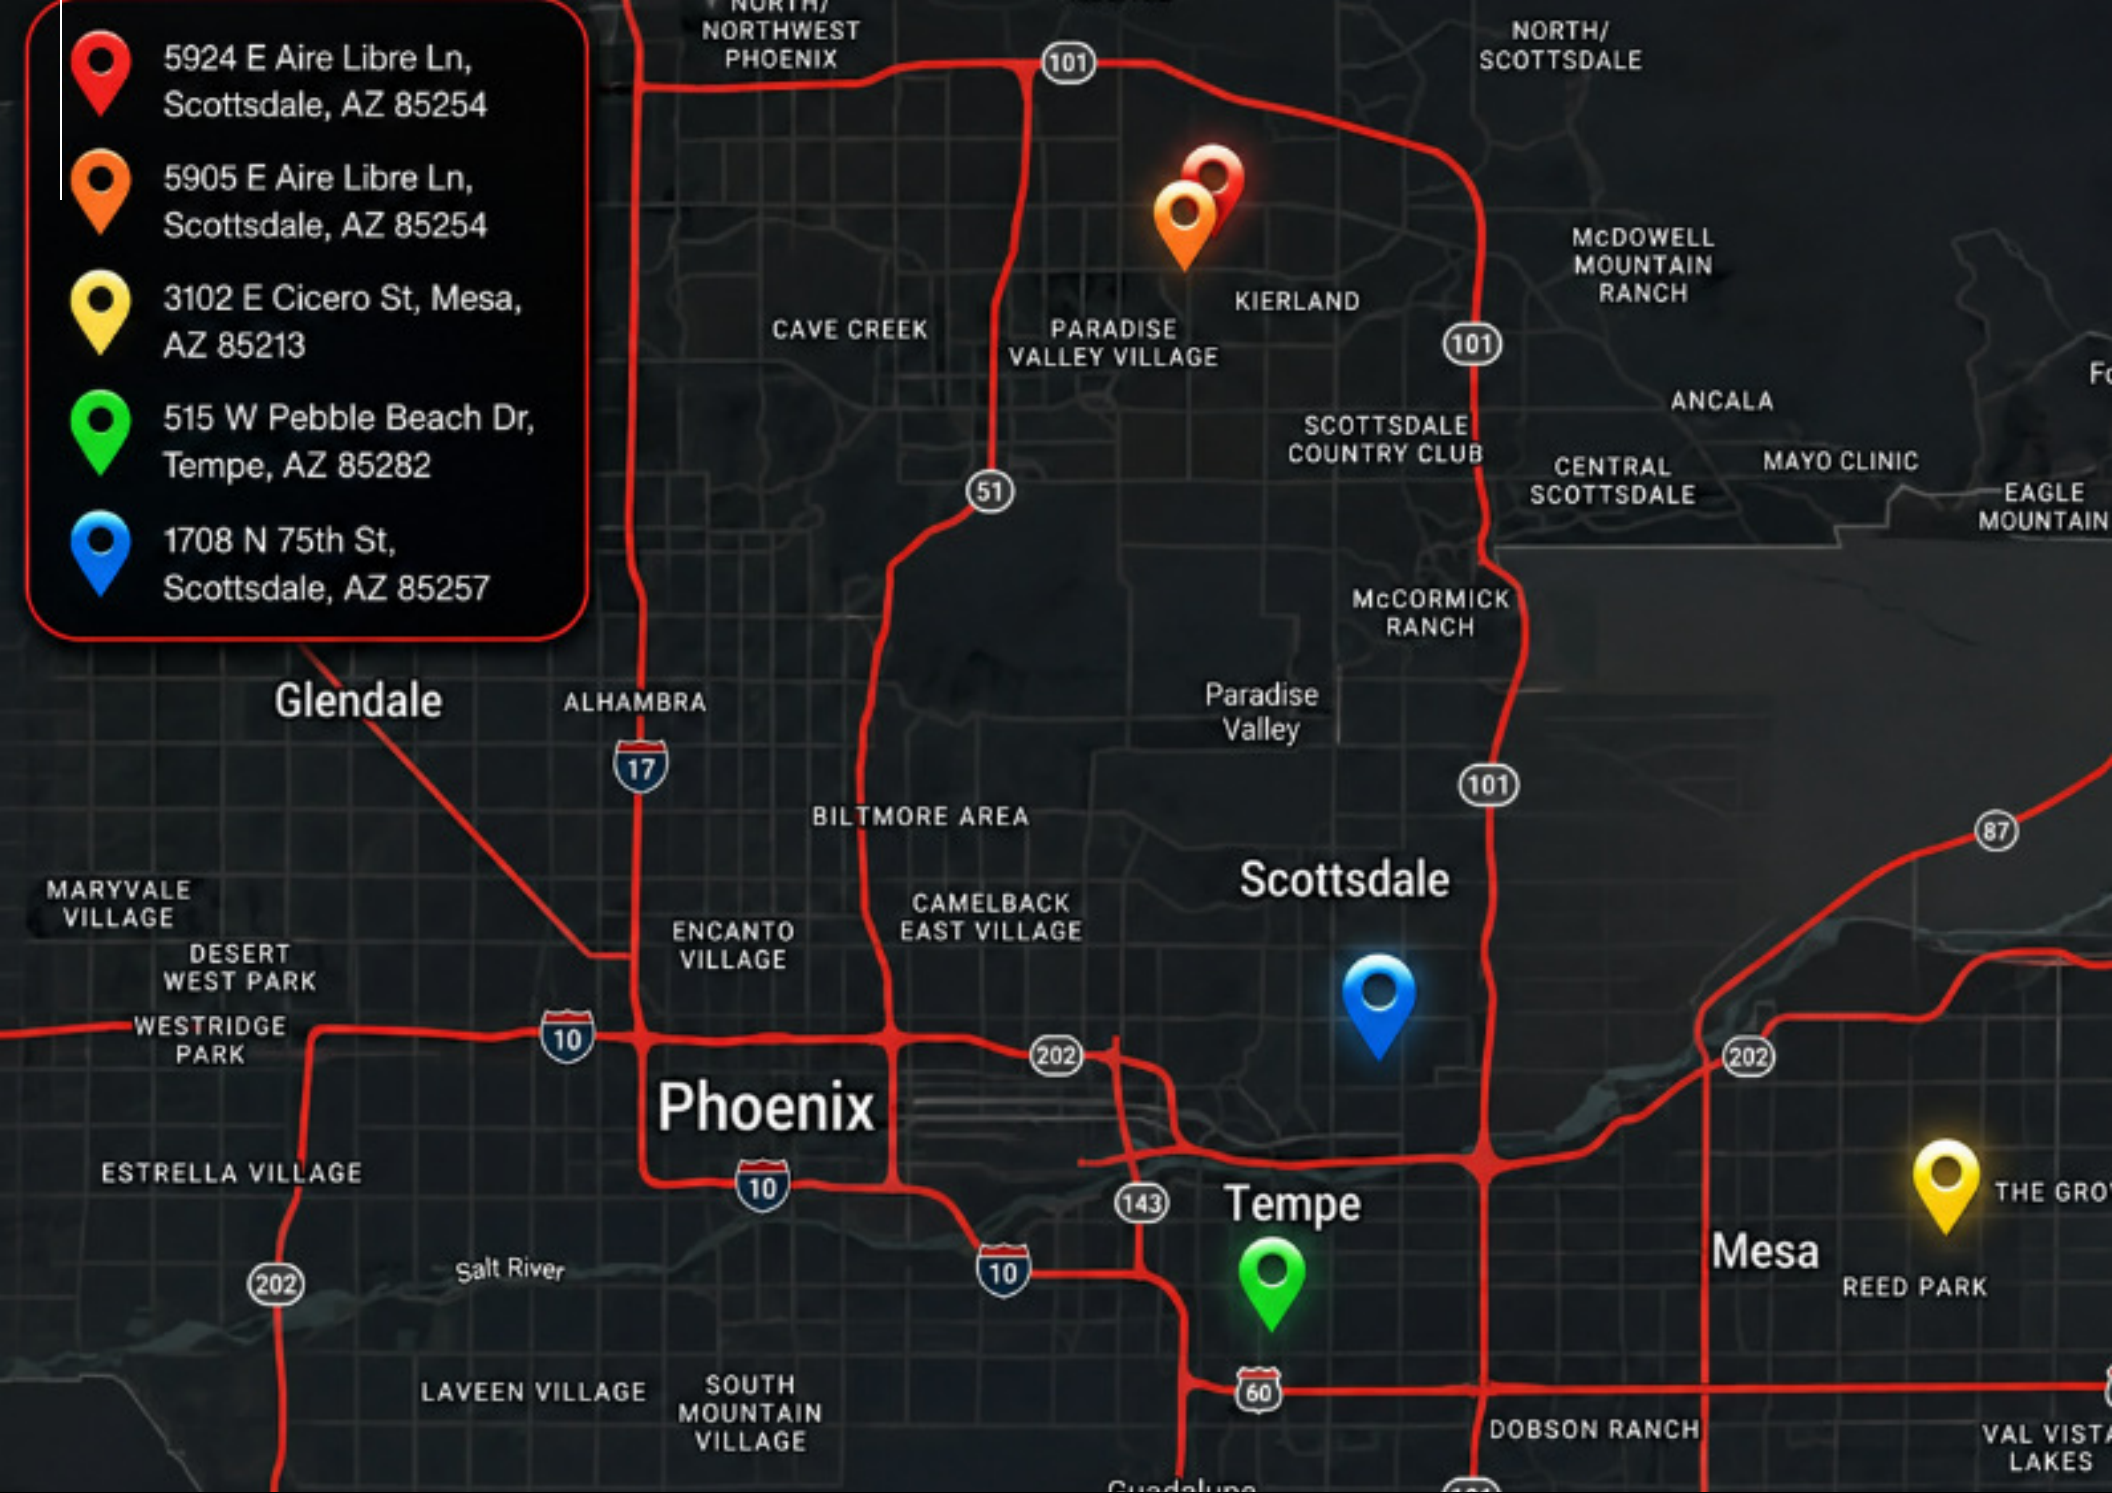 5924 E Aire Libre Ln,
Scottsdale, AZ 85254
5905 E Aire Libre Ln,
Scottsdale, AZ 85254
3102 E Cicero St, Mesa,
AZ 85213
515 W Pebble Beach Dr,
Tempe, AZ 85282
1708 N 75th St,
Scottsdale, AZ 85257
NORTH/
NORTHWEST
PHOENIX
101
NORTH/
SCOTTSDALE
McDOWELL
MOUNTAIN
RANCH
KIERLAND
CAVE CREEK
PARADISE
VALLEY VILLAGE
101
ANCALA
SCOTTSDALE
COUNTRY CLUB
CENTRAL
SCOTTSDALE
MAYO CLINIC
51
EAGLE
MOUNTAIN
McCORMICK
RANCH
Glendale
ALHAMBRA
Paradise
Valley
17
101
BILTMORE AREA
87
Scottsdale
MARYVALE
VILLAGE
CAMELBACK
EAST VILLAGE
ENCANTO
VILLAGE
DESERT
WEST PARK
WESTRIDGE
PARK
10
202
202
Phoenix
ESTRELLA VILLAGE
10
143
Tempe
THE GRO
Mesa
Salt River
10
202
REED PARK
LAVEEN VILLAGE
SOUTH
MOUNTAIN
VILLAGE
60
DOBSON RANCH
VAL VISTA
LAKES
Guadalupe